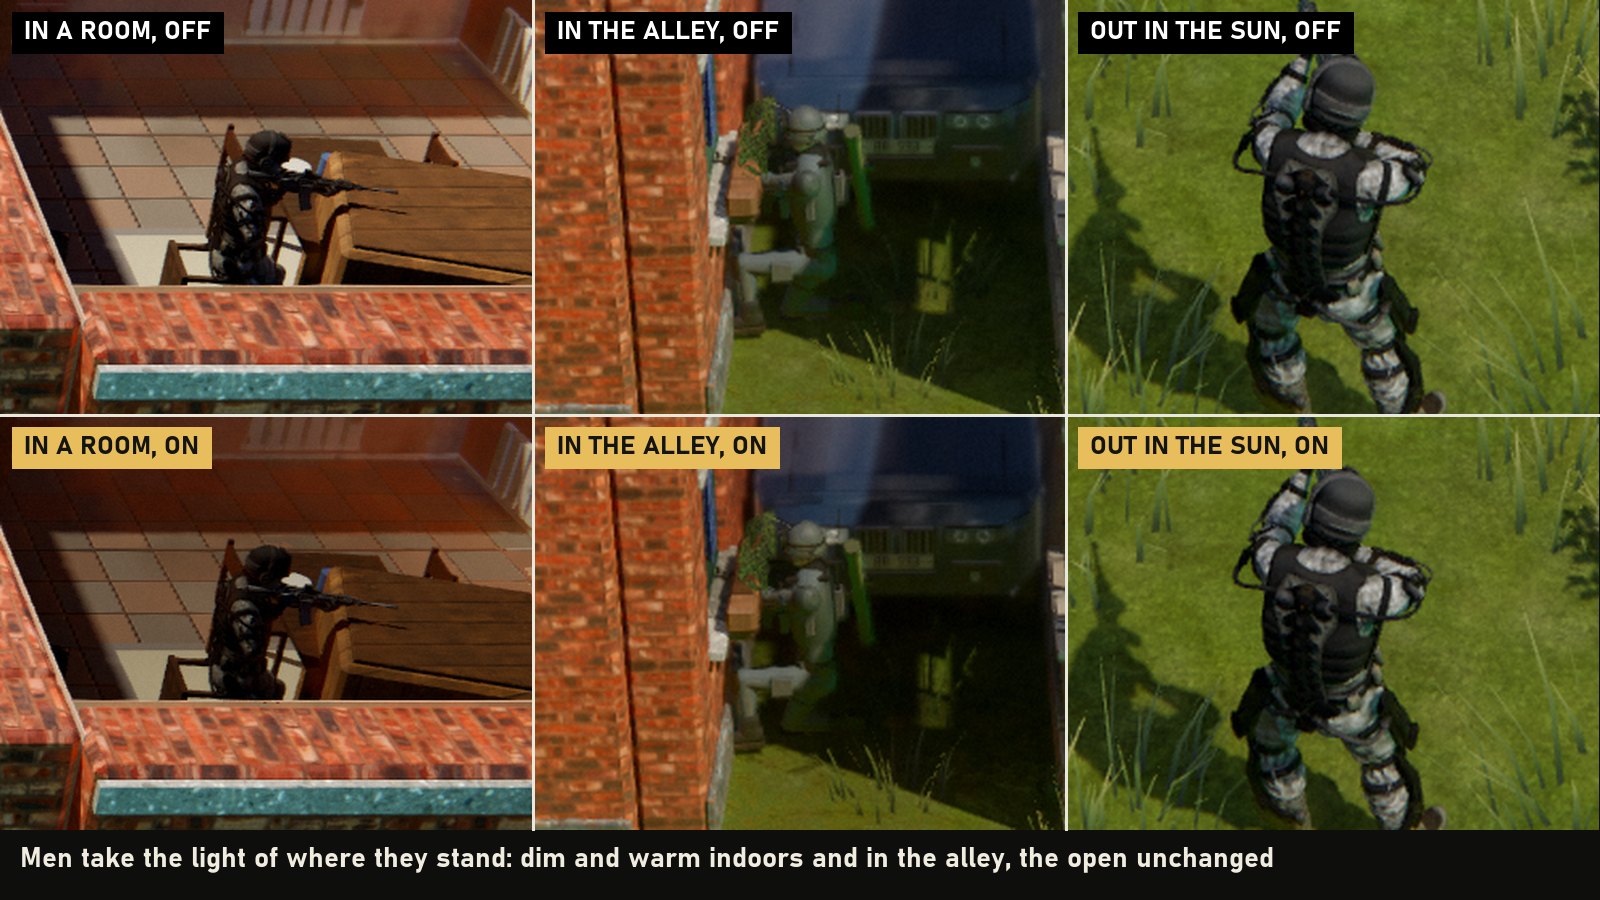 IN A ROOM, OFF
IN THE ALLEY, OFF
OUT IN THE SUN, OFF
IN A ROOM, ON
IN THE ALLEY, ON
OUT IN THE SUN, ON
Men take the light of where they stand: dim and warm indoors and in the alley, the open unchanged